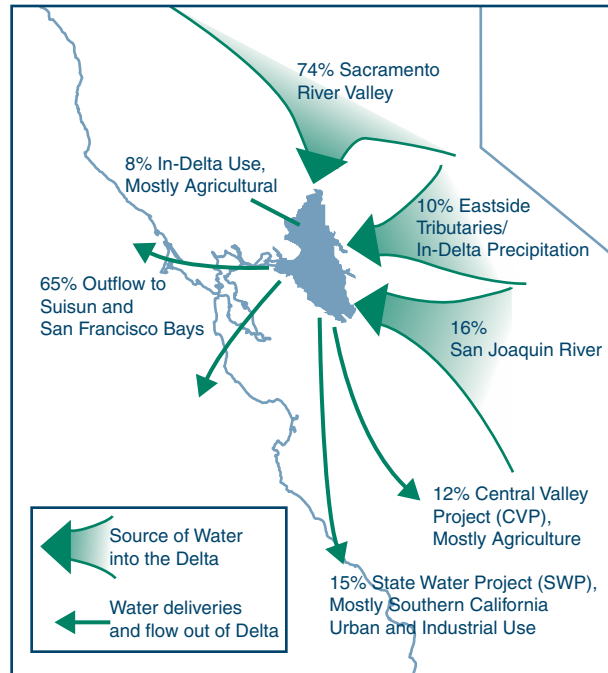 74% Sacramento
River Valley
8% In-Delta Use,
Mostly Agricultural
10% Eastside
Tributaries/
In-Delta Precipitation
65% Outflow to
Suisun and
San Francisco Bays
16%
San Joaquin River
12% Central Valley
Project (CVP),
Mostly Agriculture
15% State Water Project (SWP),
Mostly Southern California
Urban and Industrial Use
Source of Water
into the Delta
Water deliveries
and flow out of Delta